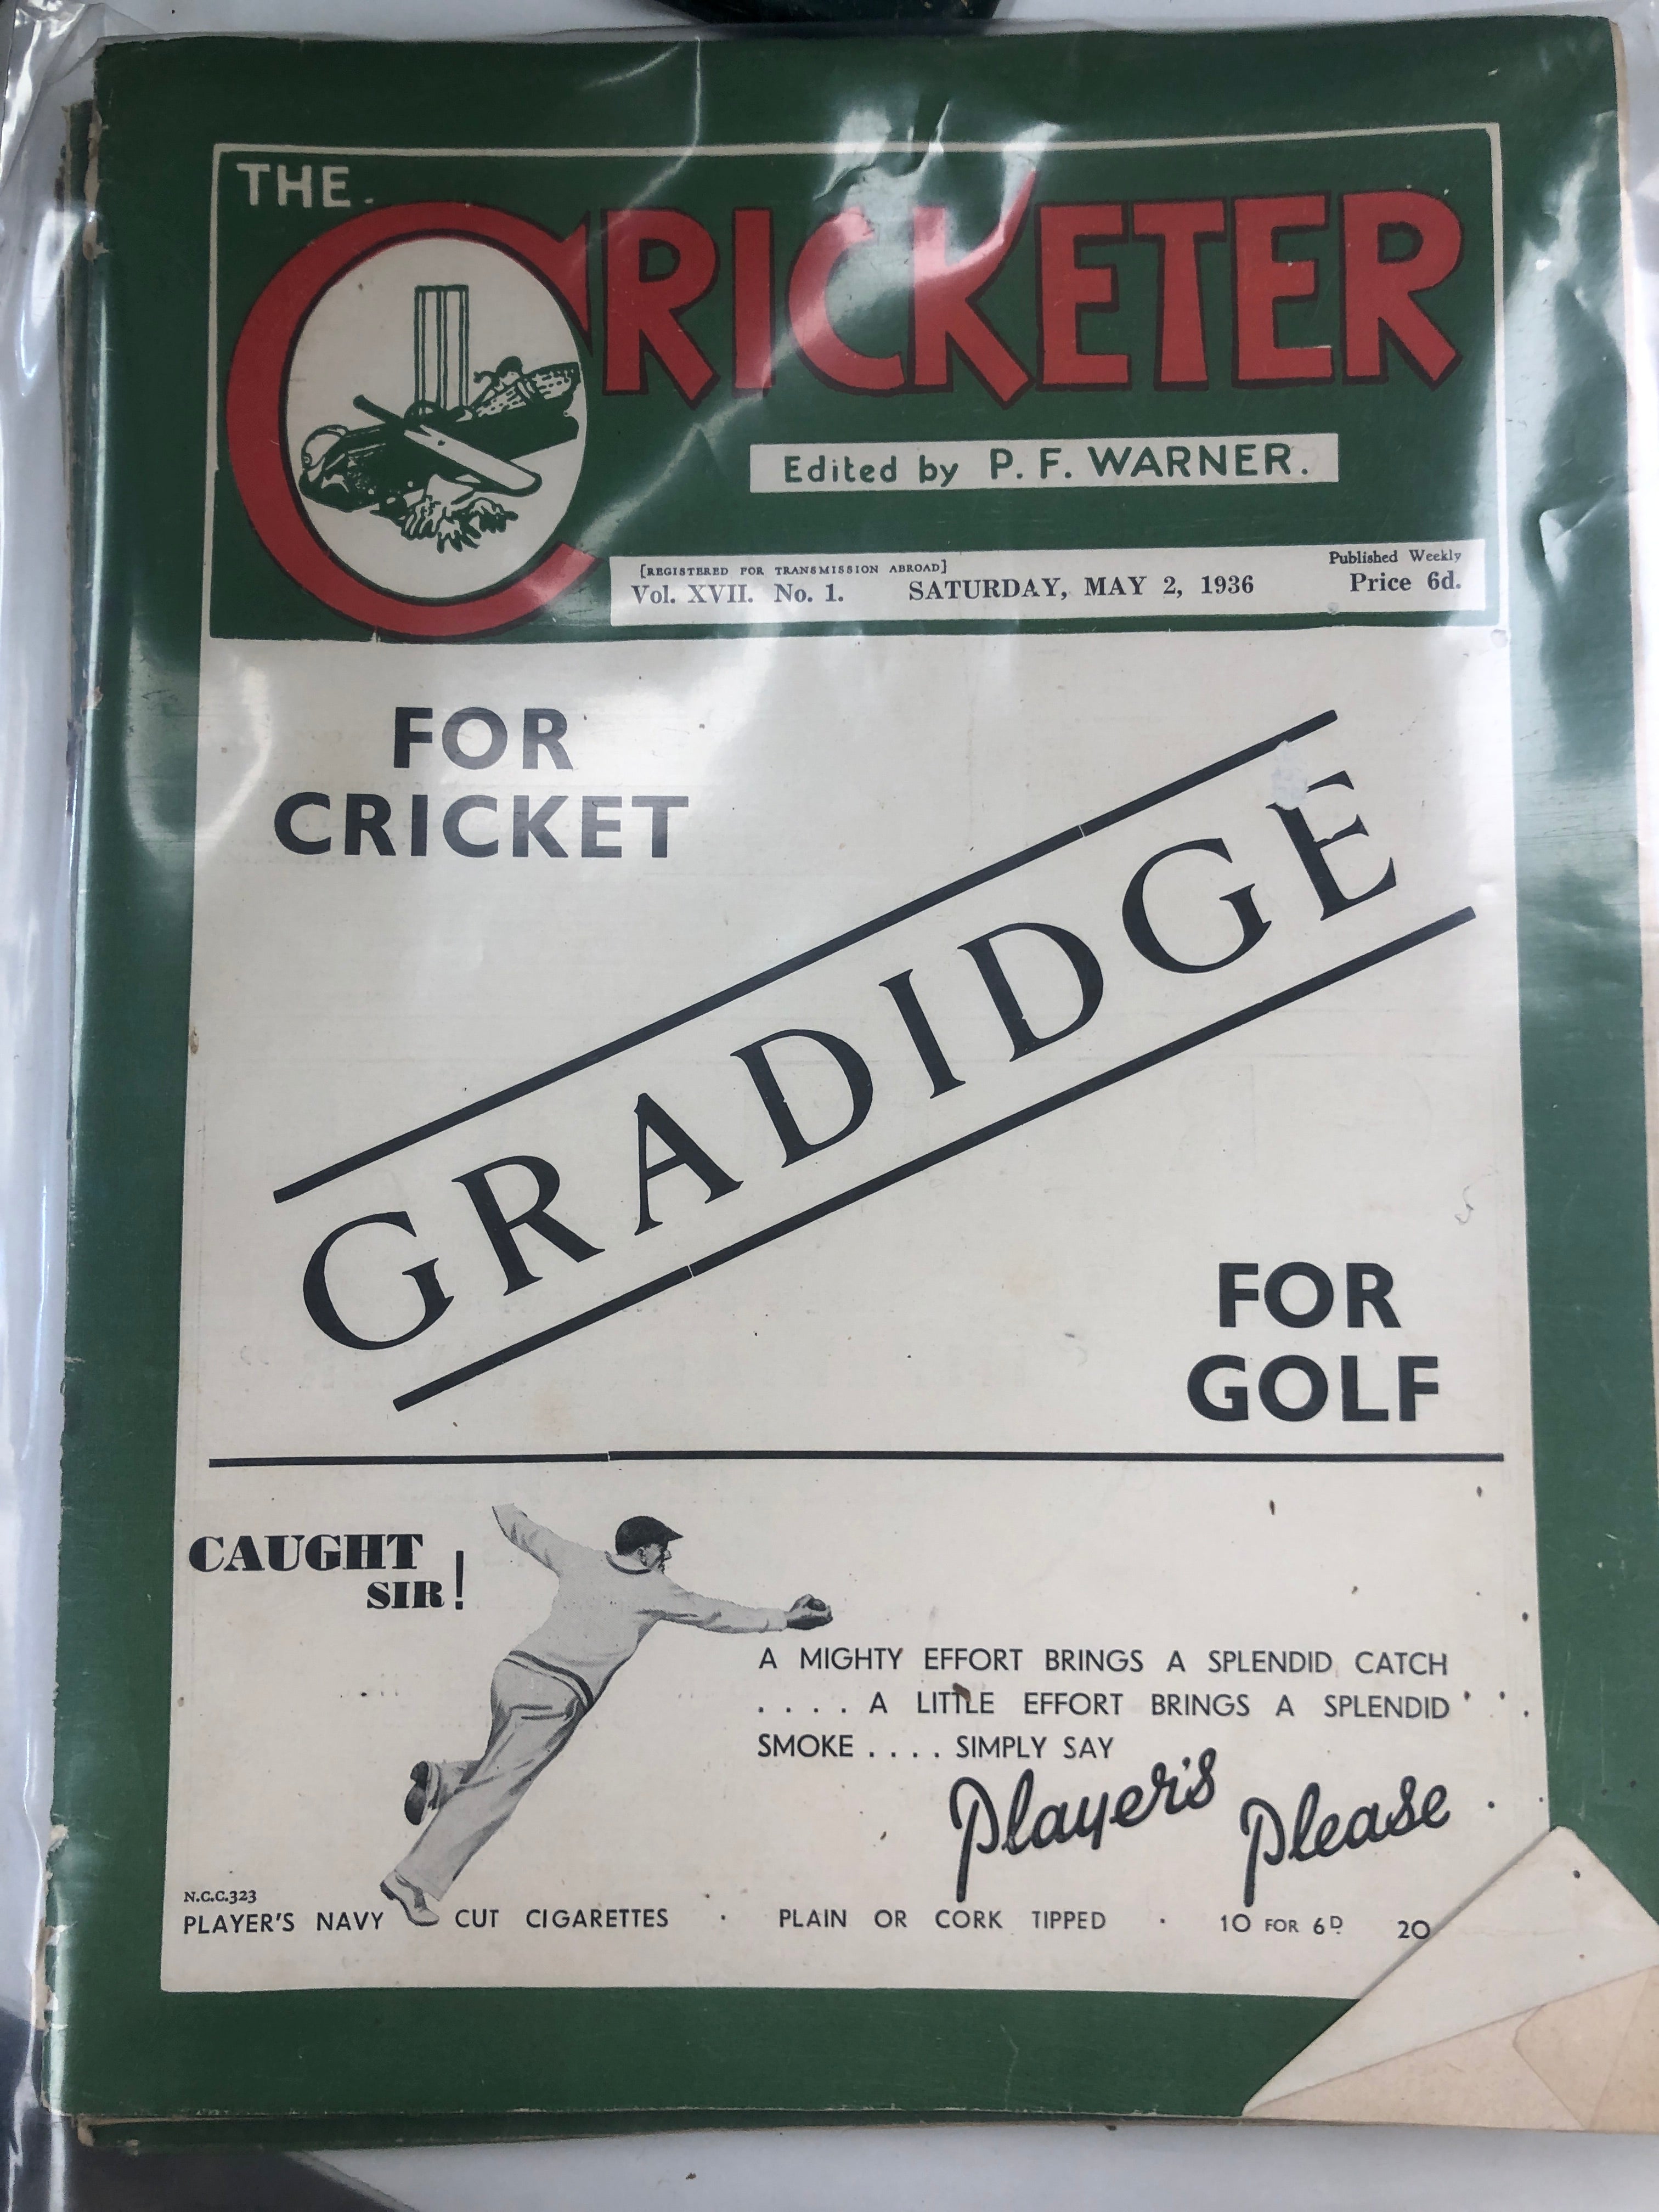 THE
CRICKETER
Edited by P. F. WARNER.
[REGISTERED FOR TRANSMISSION ABROAD]
Published Weekly
Vol. XVII. No. 1. SATURDAY, MAY 2, 1936 Price 6d.
FOR
CRICKET
GRADIDGE
FOR
GOLF
CAUGHT
SIR!
A MIGHTY EFFORT BRINGS A SPLENDID CATCH
. . . . A LITTLE EFFORT BRINGS A SPLENDID
SMOKE . . . . SIMPLY SAY
Player's Please
N.C.C.323
PLAYER'S NAVY CUT CIGARETTES · PLAIN OR CORK TIPPED · 10 FOR 6D 20